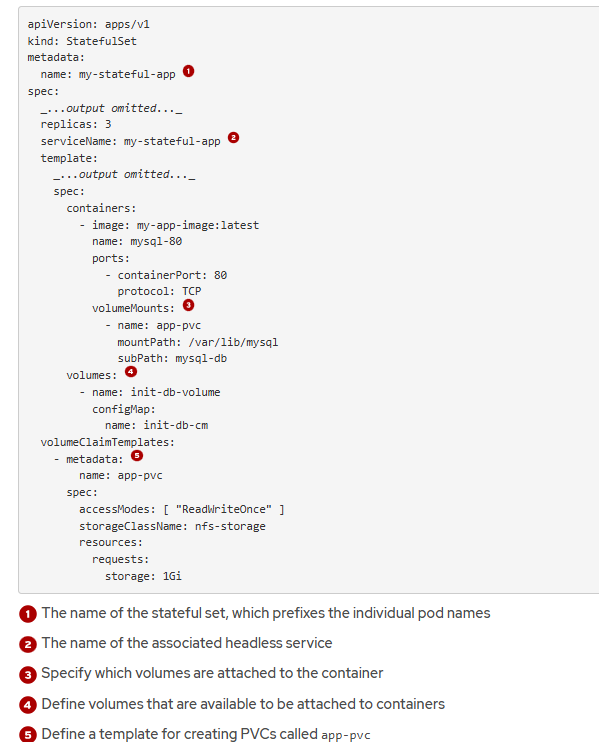 apiVersion: apps/v1
kind: StatefulSet
metadata:
  name: my-stateful-app 1
spec:
  _...output omitted..._
  replicas: 3
  serviceName: my-stateful-app 2
  template:
    _...output omitted..._
    spec:
      containers:
        - image: my-app-image:latest
          name: mysql-80
          ports:
            - containerPort: 80
              protocol: TCP
          volumeMounts: 3
            - name: app-pvc
              mountPath: /var/lib/mysql
              subPath: mysql-db
      volumes: 4
        - name: init-db-volume
          configMap:
            name: init-db-cm
  volumeClaimTemplates:
    - metadata: 5
        name: app-pvc
      spec:
        accessModes: [ "ReadWriteOnce" ]
        storageClassName: nfs-storage
        resources:
          requests:
            storage: 1Gi
1 The name of the stateful set, which prefixes the individual pod names
2 The name of the associated headless service
3 Specify which volumes are attached to the container
4 Define volumes that are available to be attached to containers
5 Define a template for creating PVCs called app-pvc